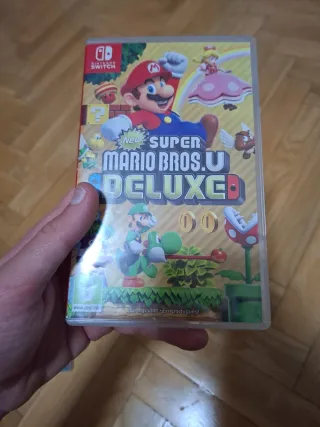 NINTENDO
SWITCH
New
SUPER
MARIO BROS. U
DELUXE